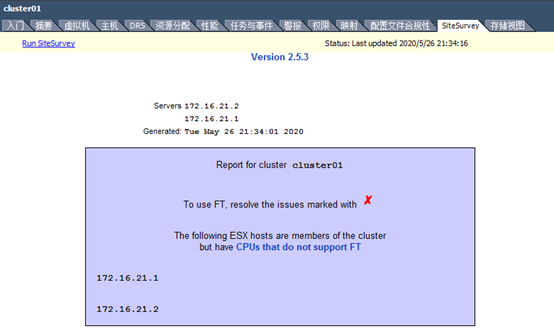 cluster01
入门 摘要 虚拟机 主机 DRS 资源分配 性能 任务与事件 警报 权限 映射 配置文件合规性 SiteSurvey 存储视图
Run SiteSurvey Status: Last updated 2020/5/26 21:34:16
Version 2.5.3
Servers 172.16.21.2
172.16.21.1
Generated: Tue May 26 21:34:01 2020
Report for cluster cluster01
To use FT, resolve the issues marked with ✗
The following ESX hosts are members of the cluster
but have CPUs that do not support FT
172.16.21.1
172.16.21.2